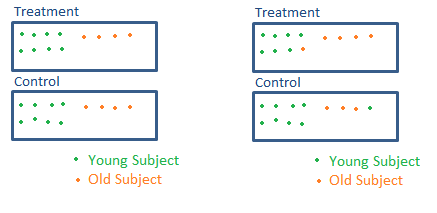 Treatment
Control
Young Subject
Old Subject
Treatment
Control
Young Subject
Old Subject